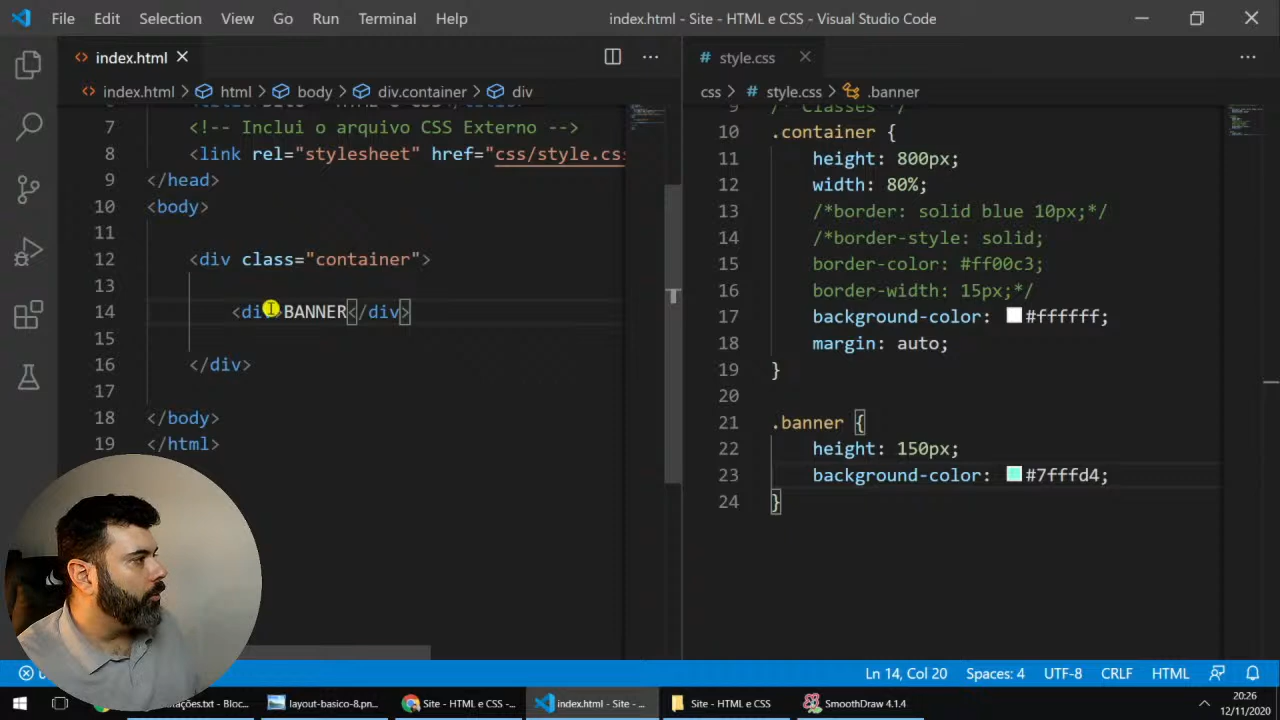 File Edit Selection View Go Run Terminal Help
index.html - Site - HTML e CSS - Visual Studio Code
index.html
index.html > html > body > div.container > div
7 <!-- Inclui o arquivo CSS Externo -->
8 <link rel="stylesheet" href="css/style.css
9 </head>
10 <body>
11
12 <div class="container">
13
14 <div>BANNER</div>
15
16 </div>
17
18 </body>
19 </html>
style.css
css > style.css > .banner
9 /* Classes */
10 .container {
11 height: 800px;
12 width: 80%;
13 /*border: solid blue 10px;*/
14 /*border-style: solid;
15 border-color: #ff00c3;
16 border-width: 15px;*/
17 background-color: #ffffff;
18 margin: auto;
19 }
20
21 .banner {
22 height: 150px;
23 background-color: #7fffd4;
24 }
Ln 14, Col 20 Spaces: 4 UTF-8 CRLF HTML
tações.txt - Bloc... layout-basico-8.pn... Site - HTML e CSS -... index.html - Site -... Site - HTML e CSS SmoothDraw 4.1.4
20:26
12/11/2020